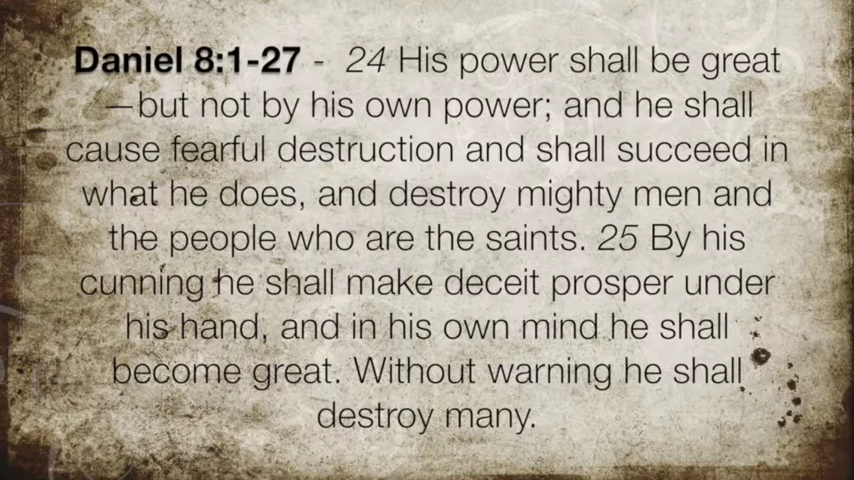 Daniel 8:1-27 - 24 His power shall be great
—but not by his own power; and he shall
cause fearful destruction and shall succeed in
what he does, and destroy mighty men and
the people who are the saints. 25 By his
cunning he shall make deceit prosper under
his hand, and in his own mind he shall
become great. Without warning he shall
destroy many.